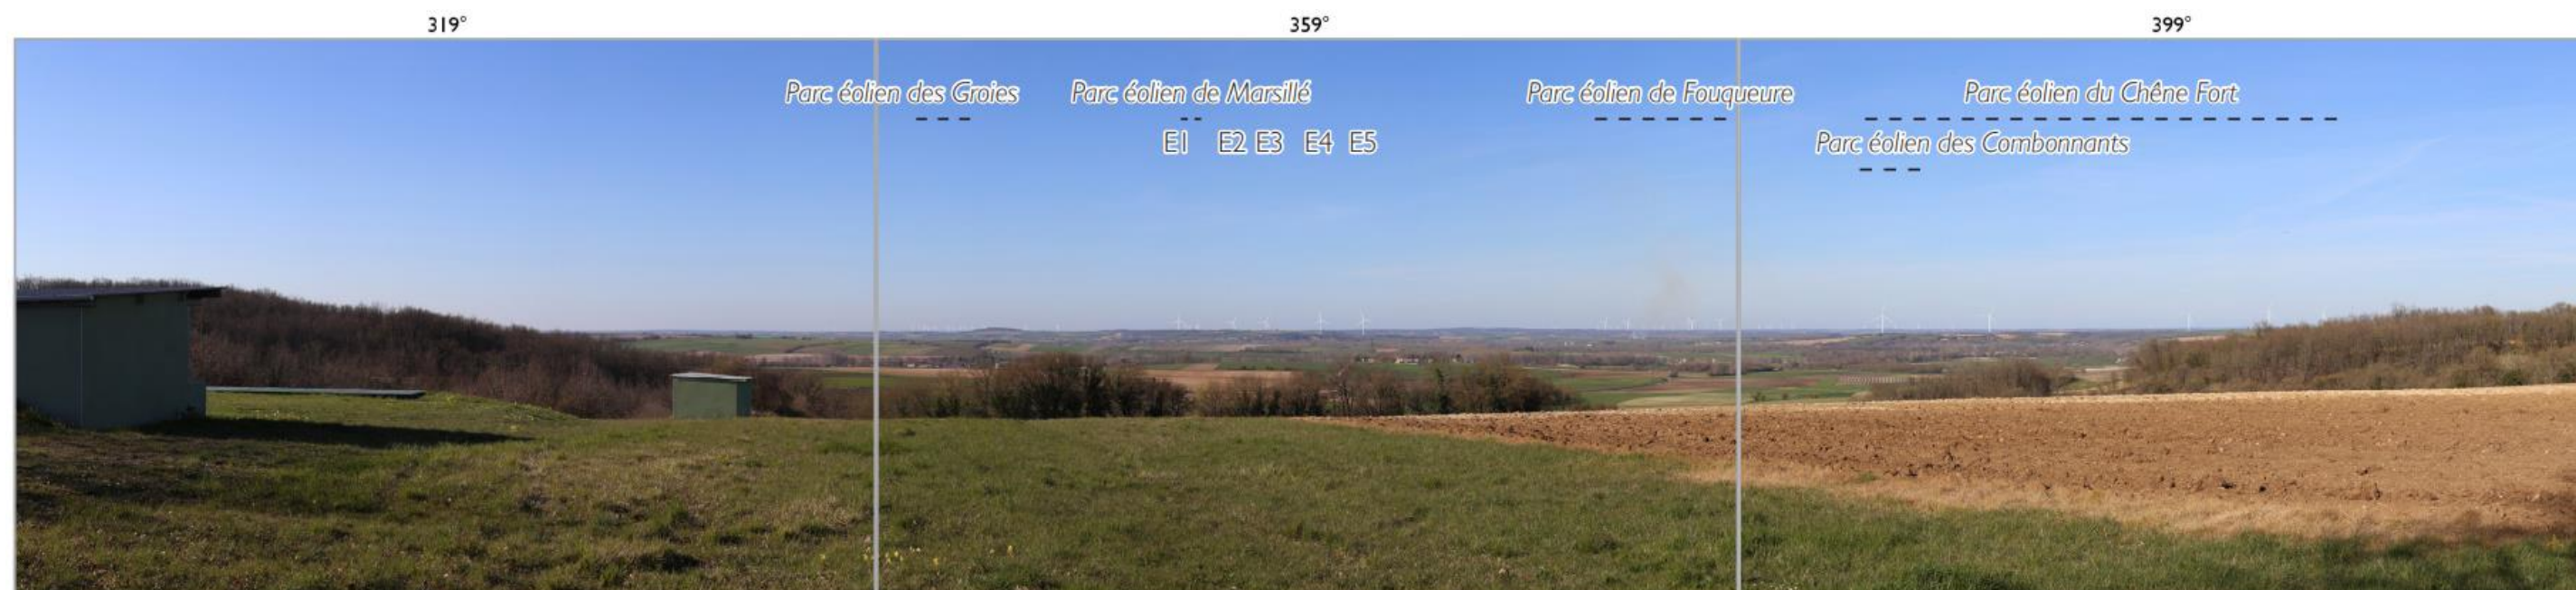 319°
359°
399°
Parc éolien des Groies
Parc éolien de Marsillé
Parc éolien de Fouqueure
Parc éolien du Chêne Fort
E1 E2 E3 E4 E5
Parc éolien des Combonnants